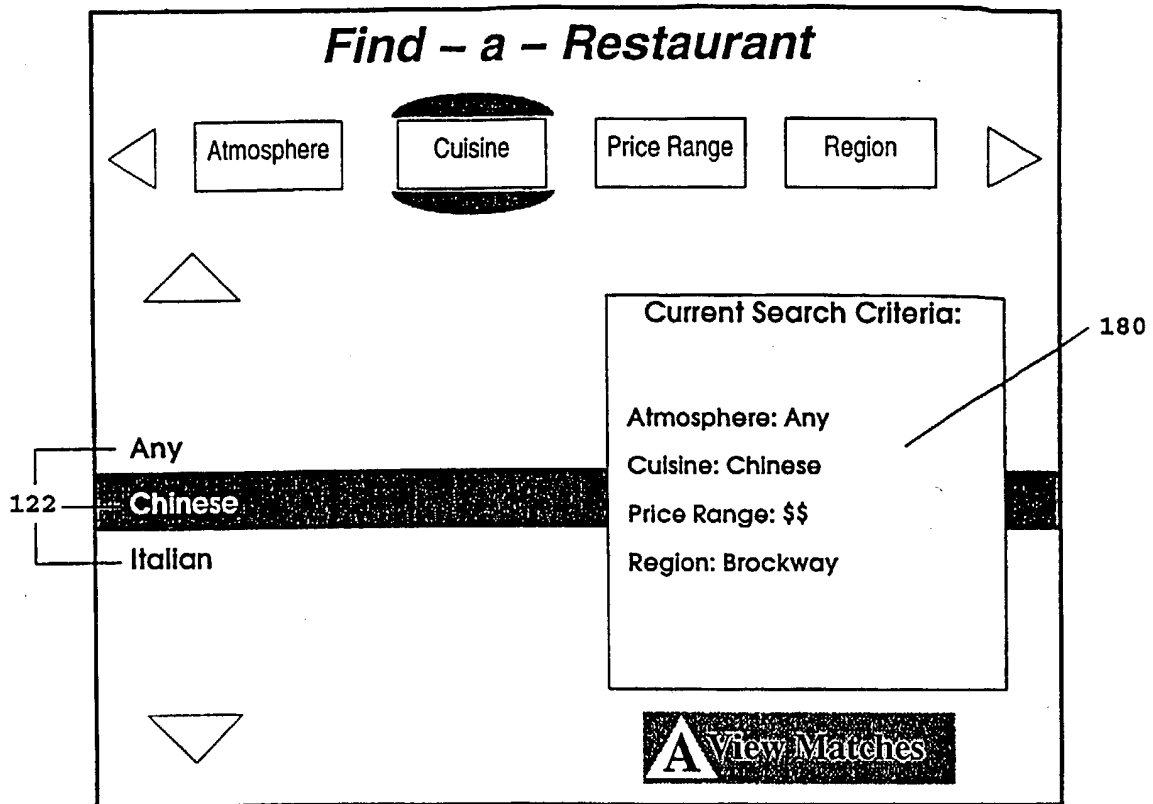 Find – a – Restaurant
Atmosphere
Cuisine
Price Range
Region
Current Search Criteria:
180
Atmosphere: Any
Any
Cuisine: Chinese
122
Chinese
Price Range: $$
Italian
Region: Brockway
A View Matches